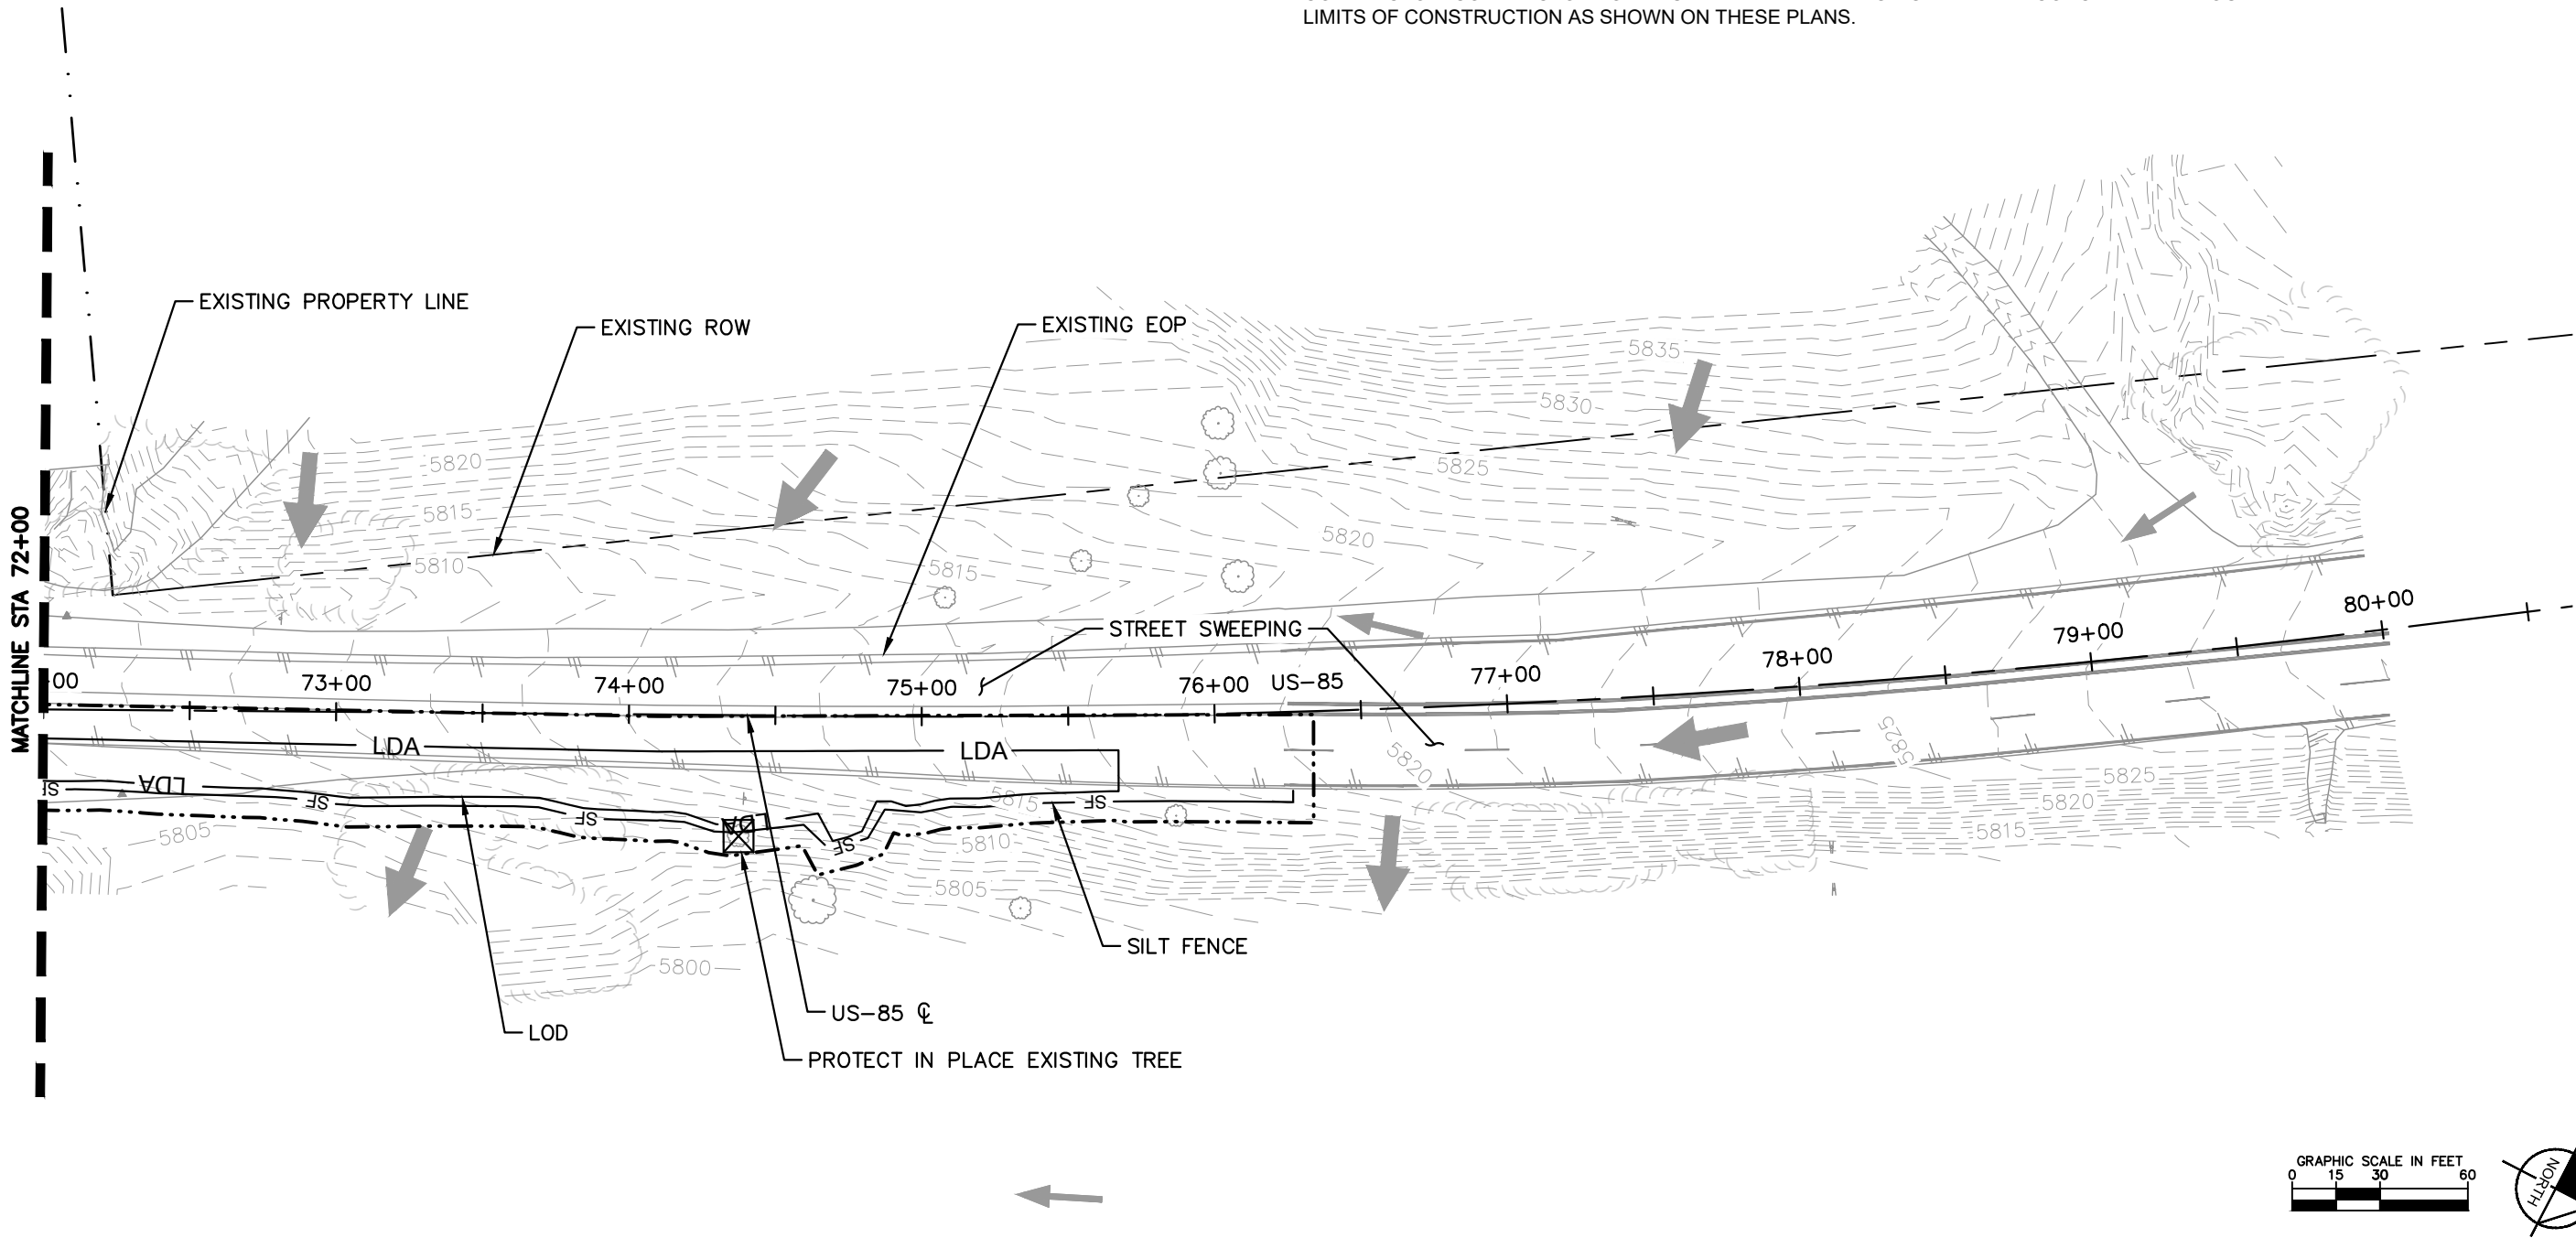 LIMITS OF CONSTRUCTION AS SHOWN ON THESE PLANS.
EXISTING PROPERTY LINE
EXISTING ROW
EXISTING EOP
5835
5830
5825
5820
5815
5810
5820
5815
MATCHLINE STA 72+00
STREET SWEEPING
00
73+00
74+00
75+00
76+00
US-85
77+00
78+00
79+00
80+00
LDA
LDA
LDA
LDA
SF
SF
SF
SF
SF
5820
5825
5825
5820
5815
5815
5810
5805
5805
5800
SILT FENCE
US-85 ℄
LOD
PROTECT IN PLACE EXISTING TREE
GRAPHIC SCALE IN FEET
0 15 30 60
NORTH